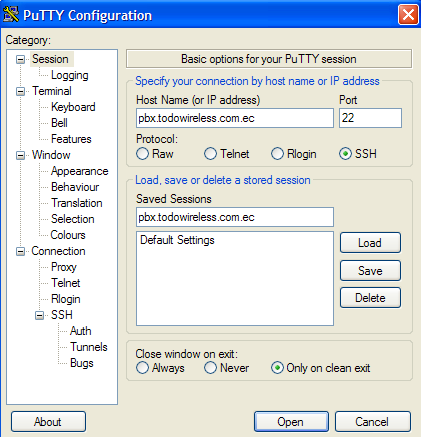 PuTTY Configuration
Category:
Session
Logging
Terminal
Keyboard
Bell
Features
Window
Appearance
Behaviour
Translation
Selection
Colours
Connection
Proxy
Telnet
Rlogin
SSH
Auth
Tunnels
Bugs
Basic options for your PuTTY session
Specify your connection by host name or IP address
Host Name (or IP address) Port
pbx.todowireless.com.ec 22
Protocol:
Raw Telnet Rlogin SSH
Load, save or delete a stored session
Saved Sessions
pbx.todowireless.com.ec
Default Settings
Load
Save
Delete
Close window on exit:
Always Never Only on clean exit
About Open Cancel